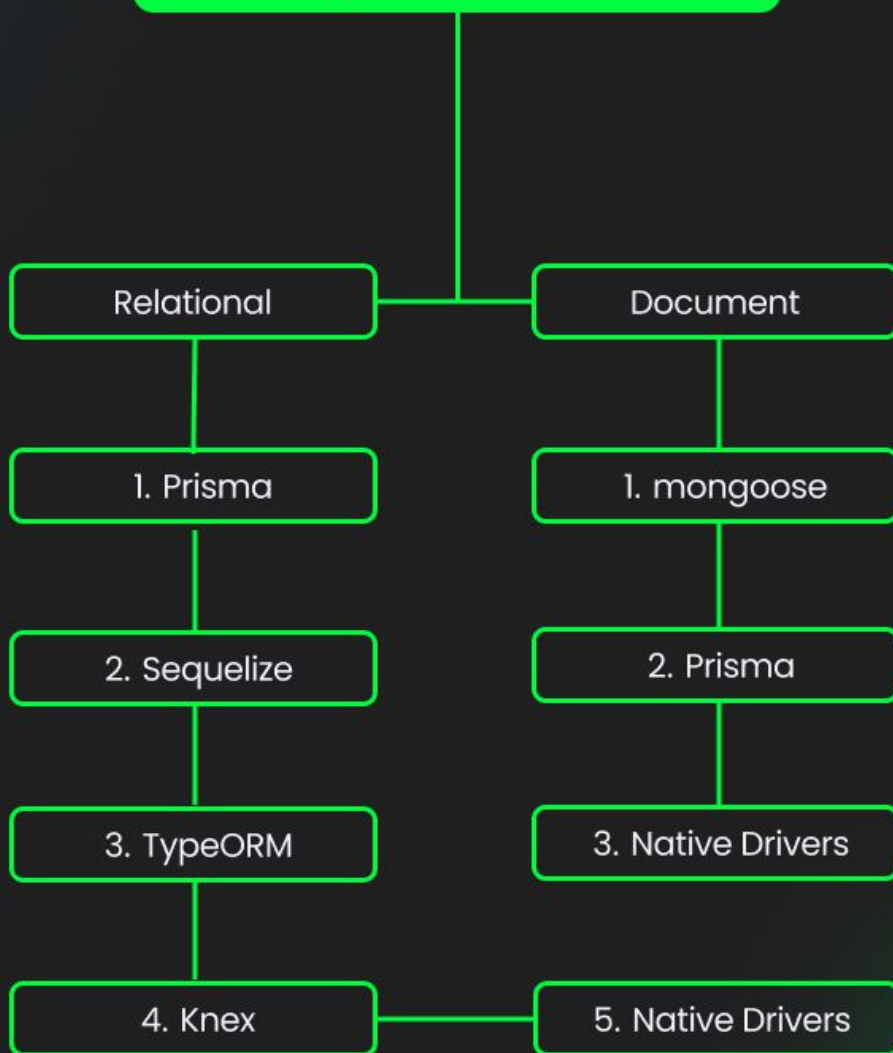 Relational
Document
1. Prisma
1. mongoose
2. Sequelize
2. Prisma
3. TypeORM
3. Native Drivers
4. Knex
5. Native Drivers